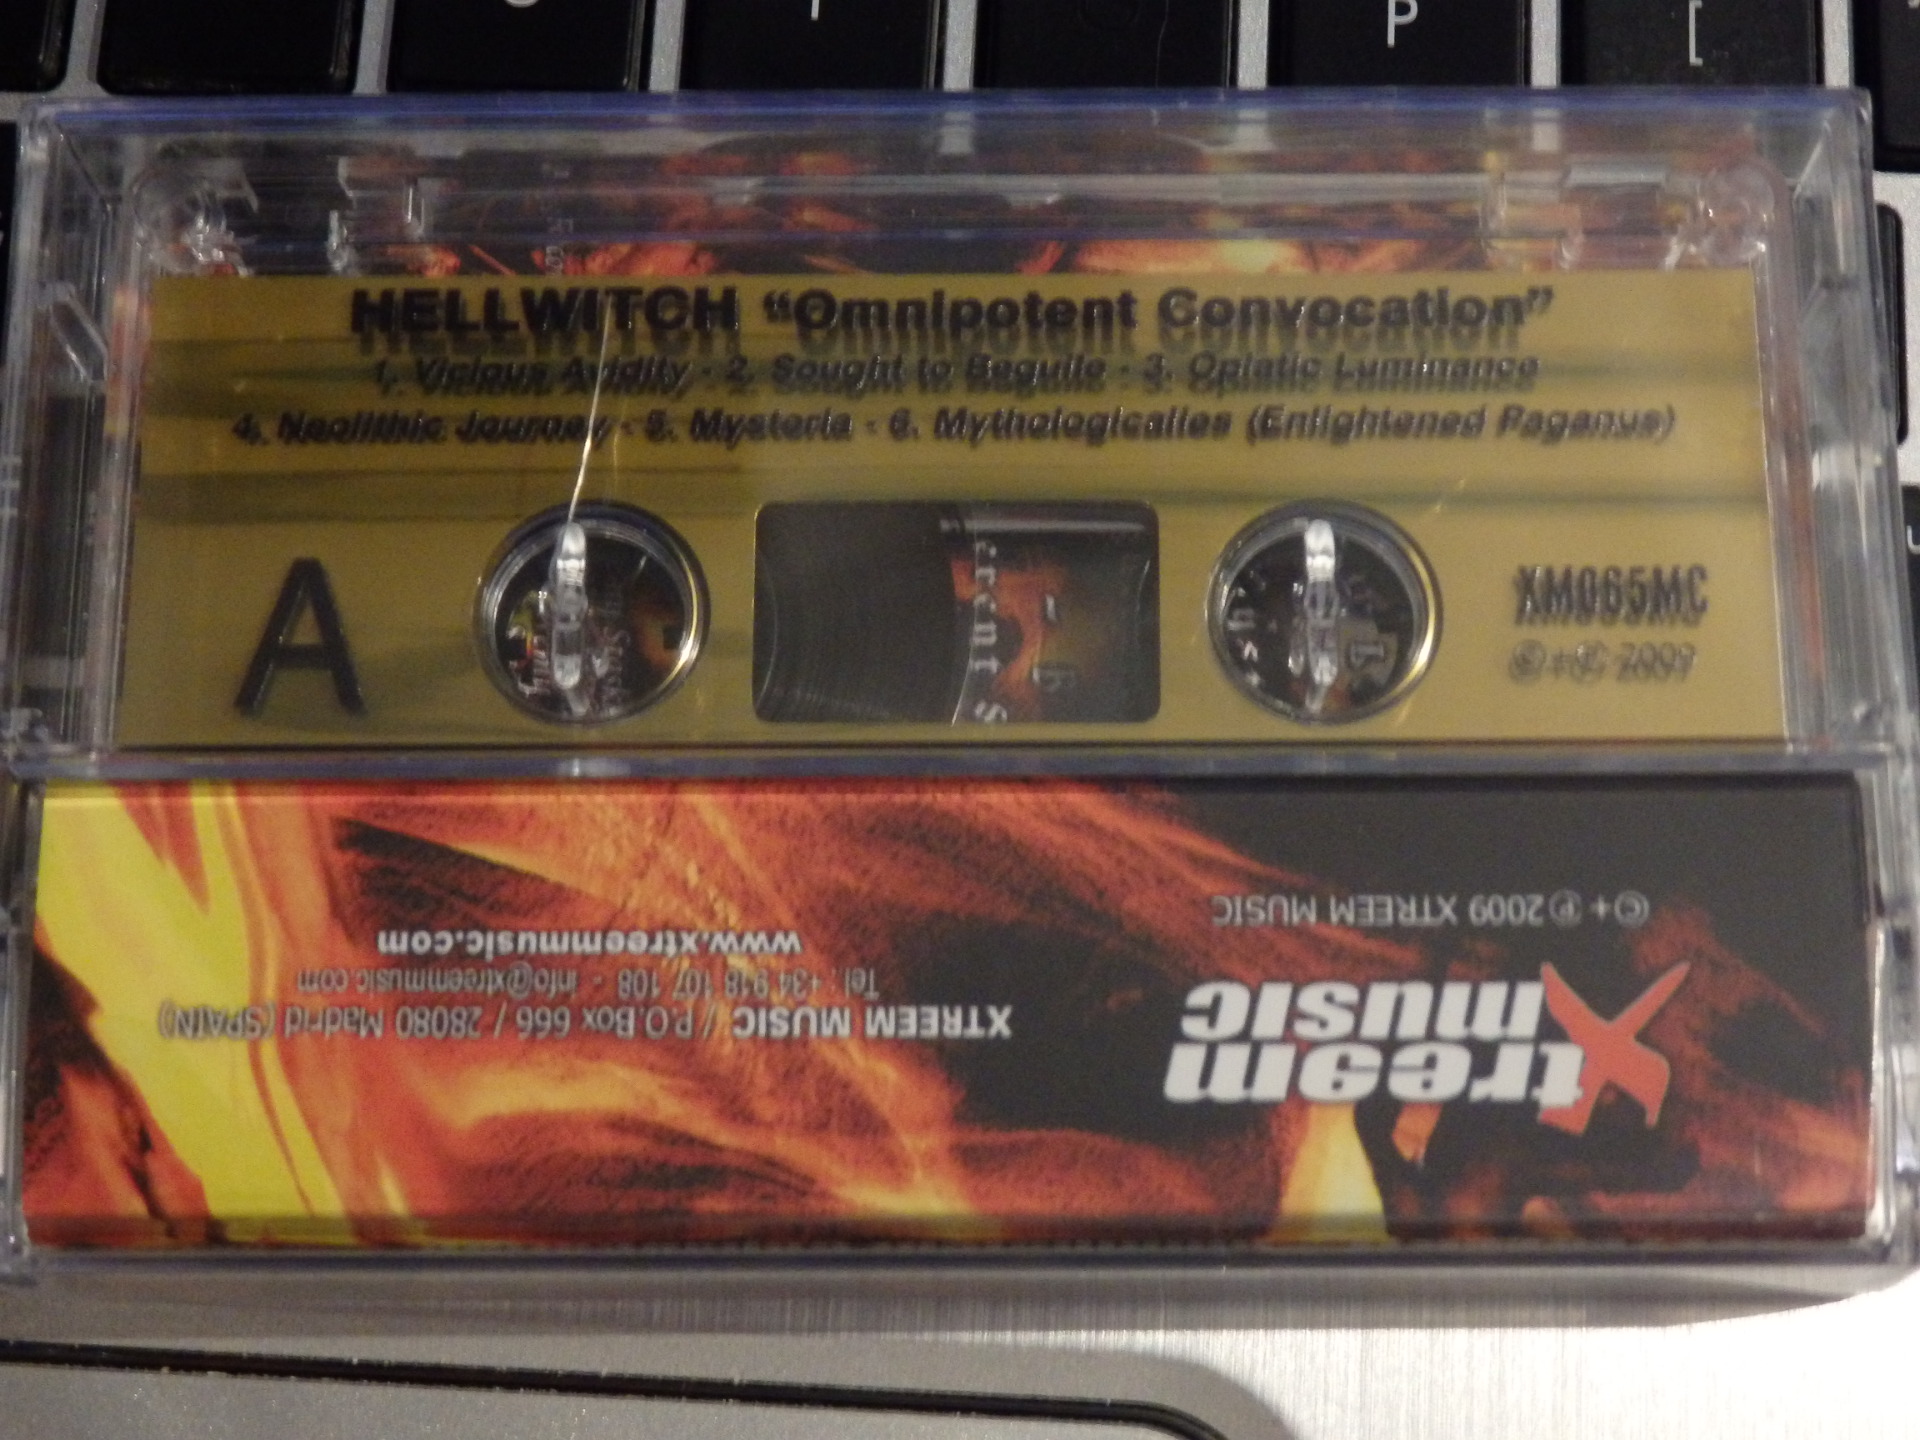 P [
HELLWITCH “Omnipotent Convocation”
1. Vicious Avidity · 2. Sought to Beguile · 3. Opiatic Luminance
4. Neolithic Journey · 5. Mysteria · 6. Mythologicalies (Enlightened Paganus)
A
XM065MC
©+℗ 2009
©+℗ 2009 XTREEM MUSIC
www.xtreemmusic.com
Tel.: +34 918 107 108 - info@xtreemmusic.com
XTREEM MUSIC // P.O.Box 666 / 28080 Madrid (SPAIN)
Xtreem
music